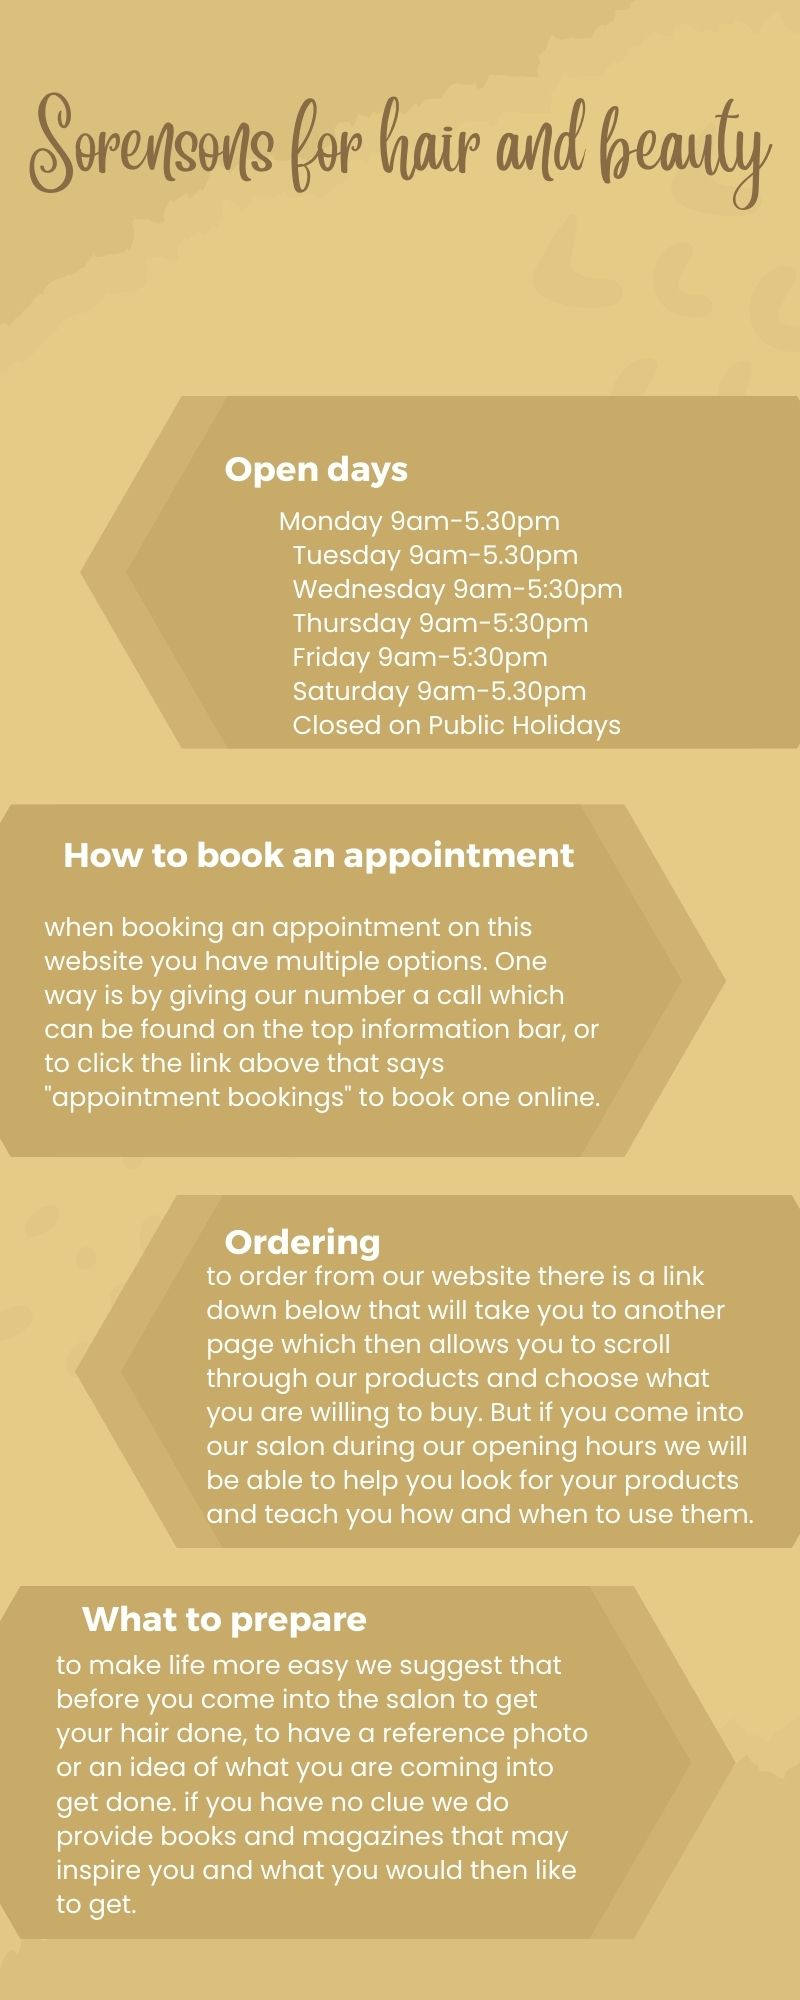 Sorensons for hair and beauty
Open days
Monday 9am-5.30pm
Tuesday 9am-5.30pm
Wednesday 9am-5:30pm
Thursday 9am-5:30pm
Friday 9am-5:30pm
Saturday 9am-5.30pm
Closed on Public Holidays
How to book an appointment
when booking an appointment on this
website you have multiple options. One
way is by giving our number a call which
can be found on the top information bar, or
to click the link above that says
"appointment bookings" to book one online.
Ordering
to order from our website there is a link
down below that will take you to another
page which then allows you to scroll
through our products and choose what
you are willing to buy. But if you come into
our salon during our opening hours we will
be able to help you look for your products
and teach you how and when to use them.
What to prepare
to make life more easy we suggest that
before you come into the salon to get
your hair done, to have a reference photo
or an idea of what you are coming into
get done. if you have no clue we do
provide books and magazines that may
inspire you and what you would then like
to get.